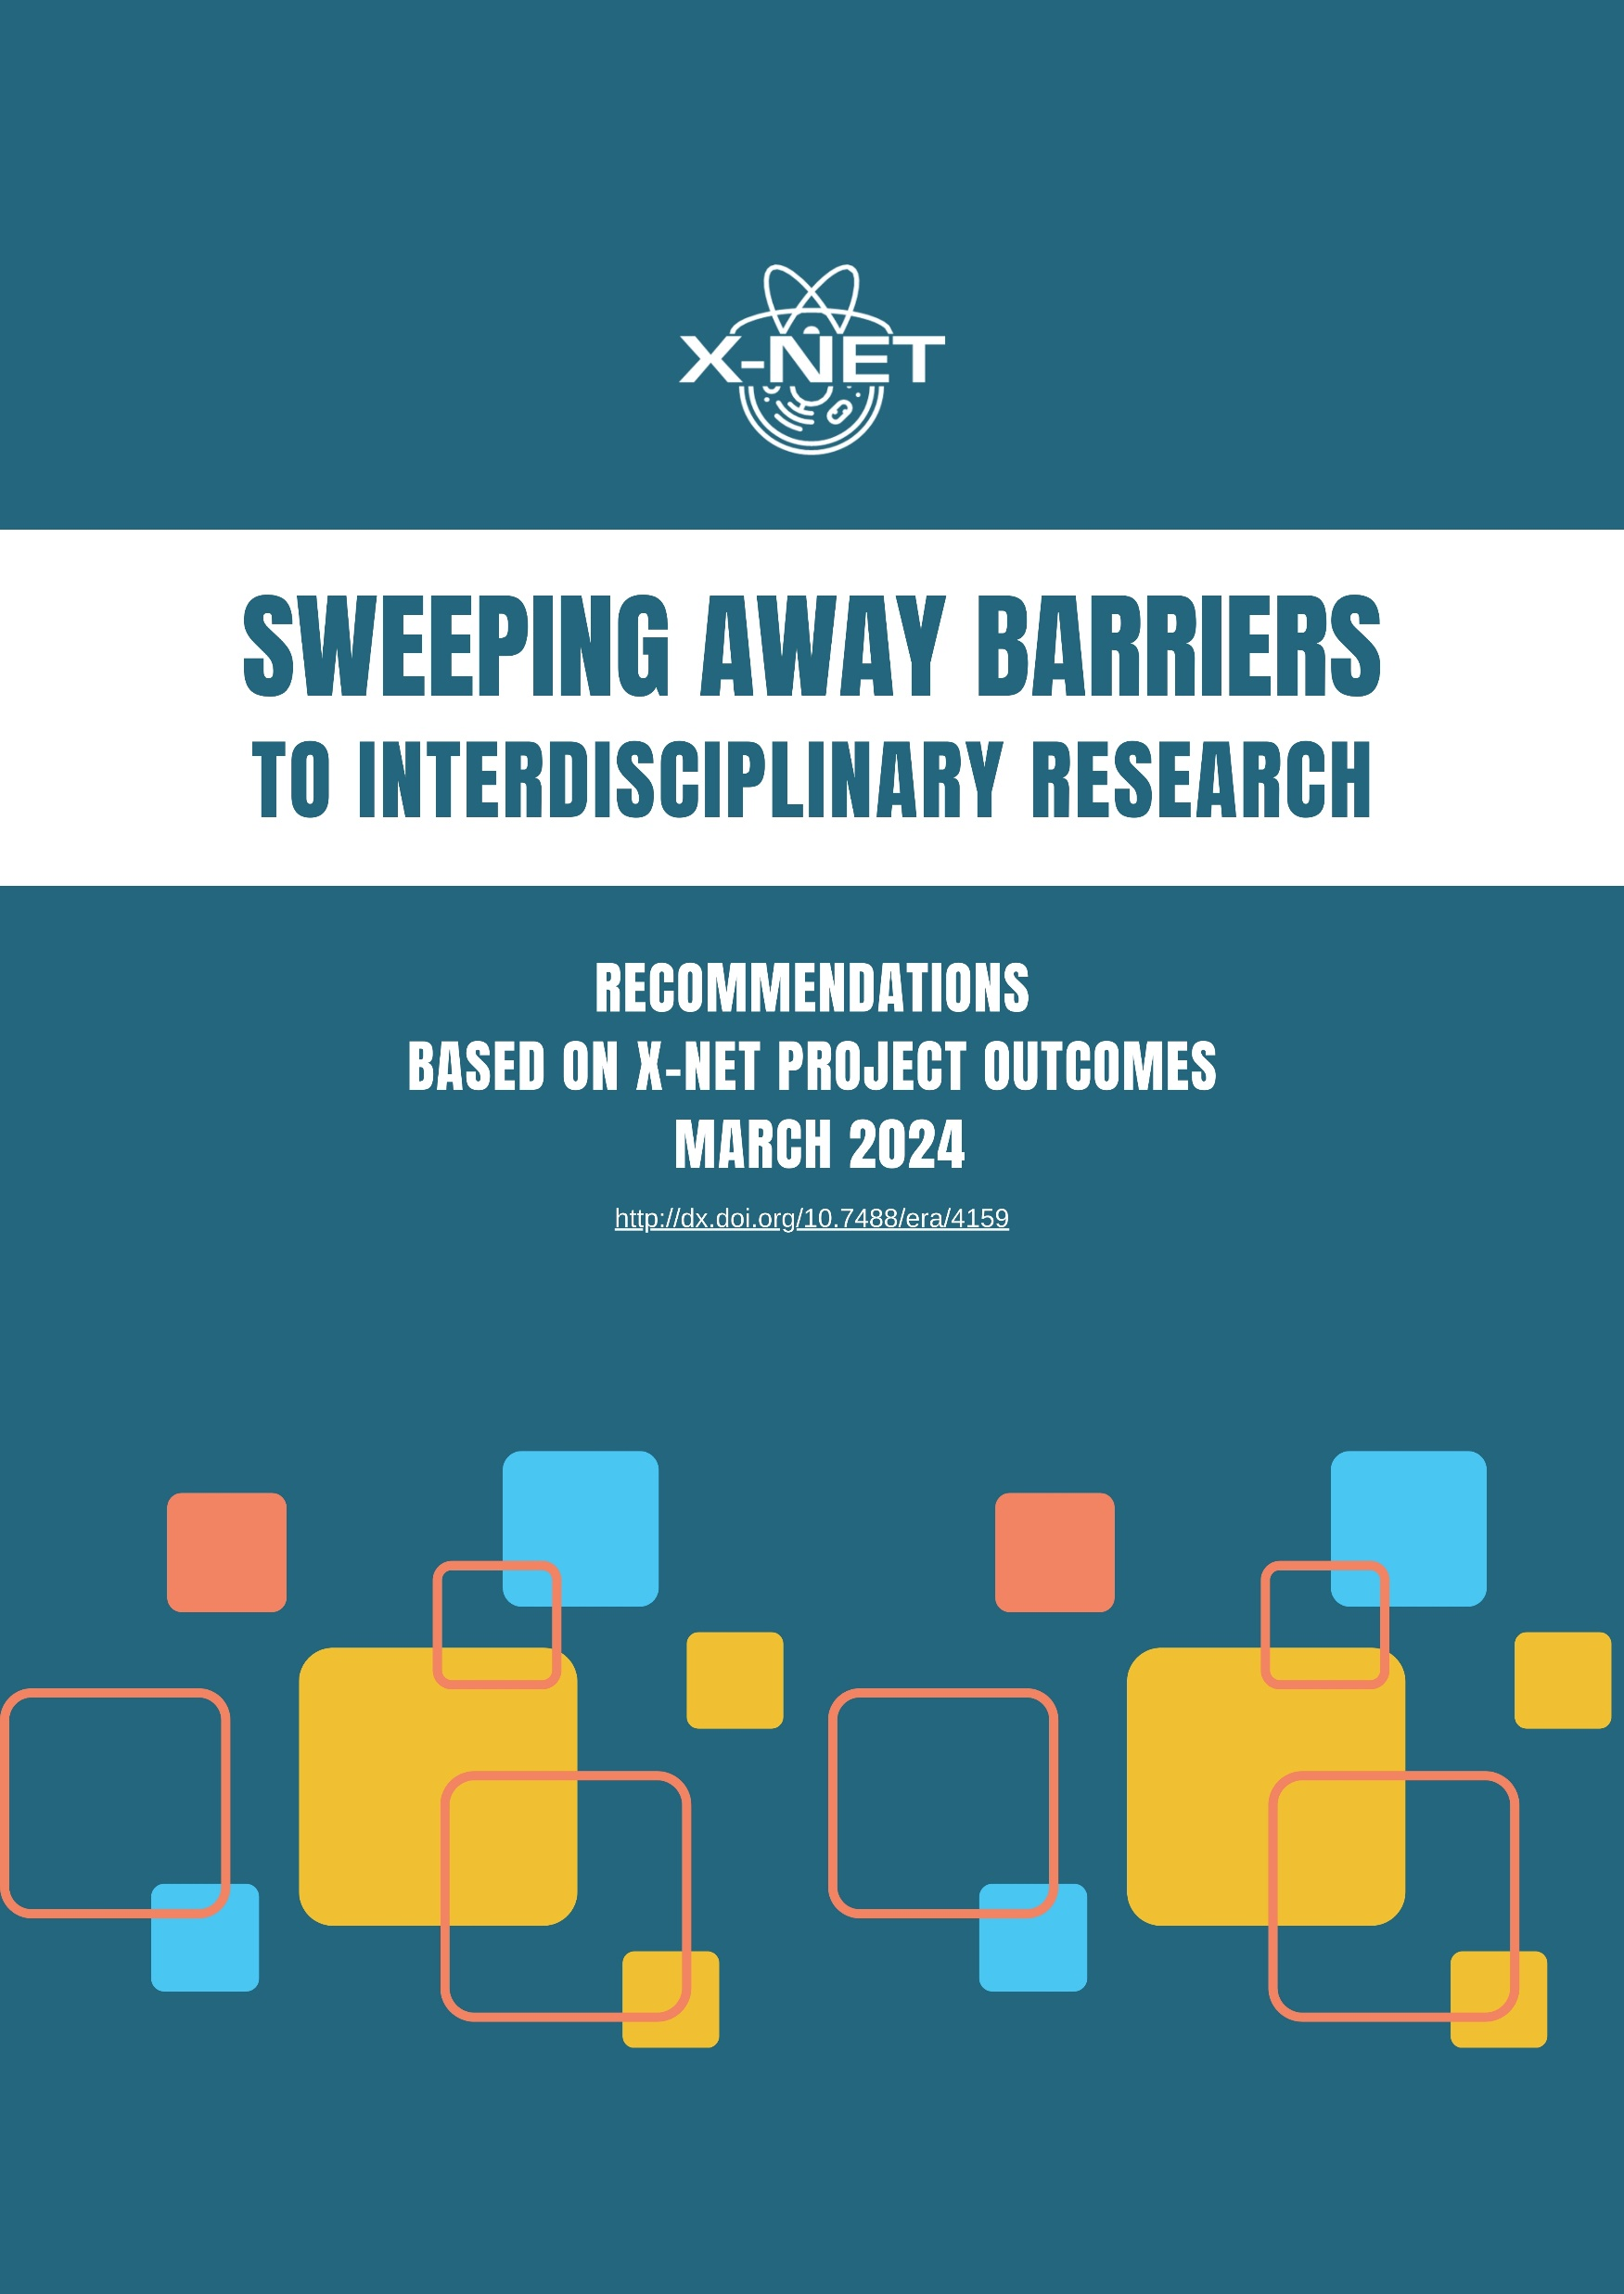 X-NET
SWEEPING AWAY BARRIERS
TO INTERDISCIPLINARY RESEARCH
RECOMMENDATIONS
BASED ON X-NET PROJECT OUTCOMES
MARCH 2024
http://dx.doi.org/10.7488/era/4159